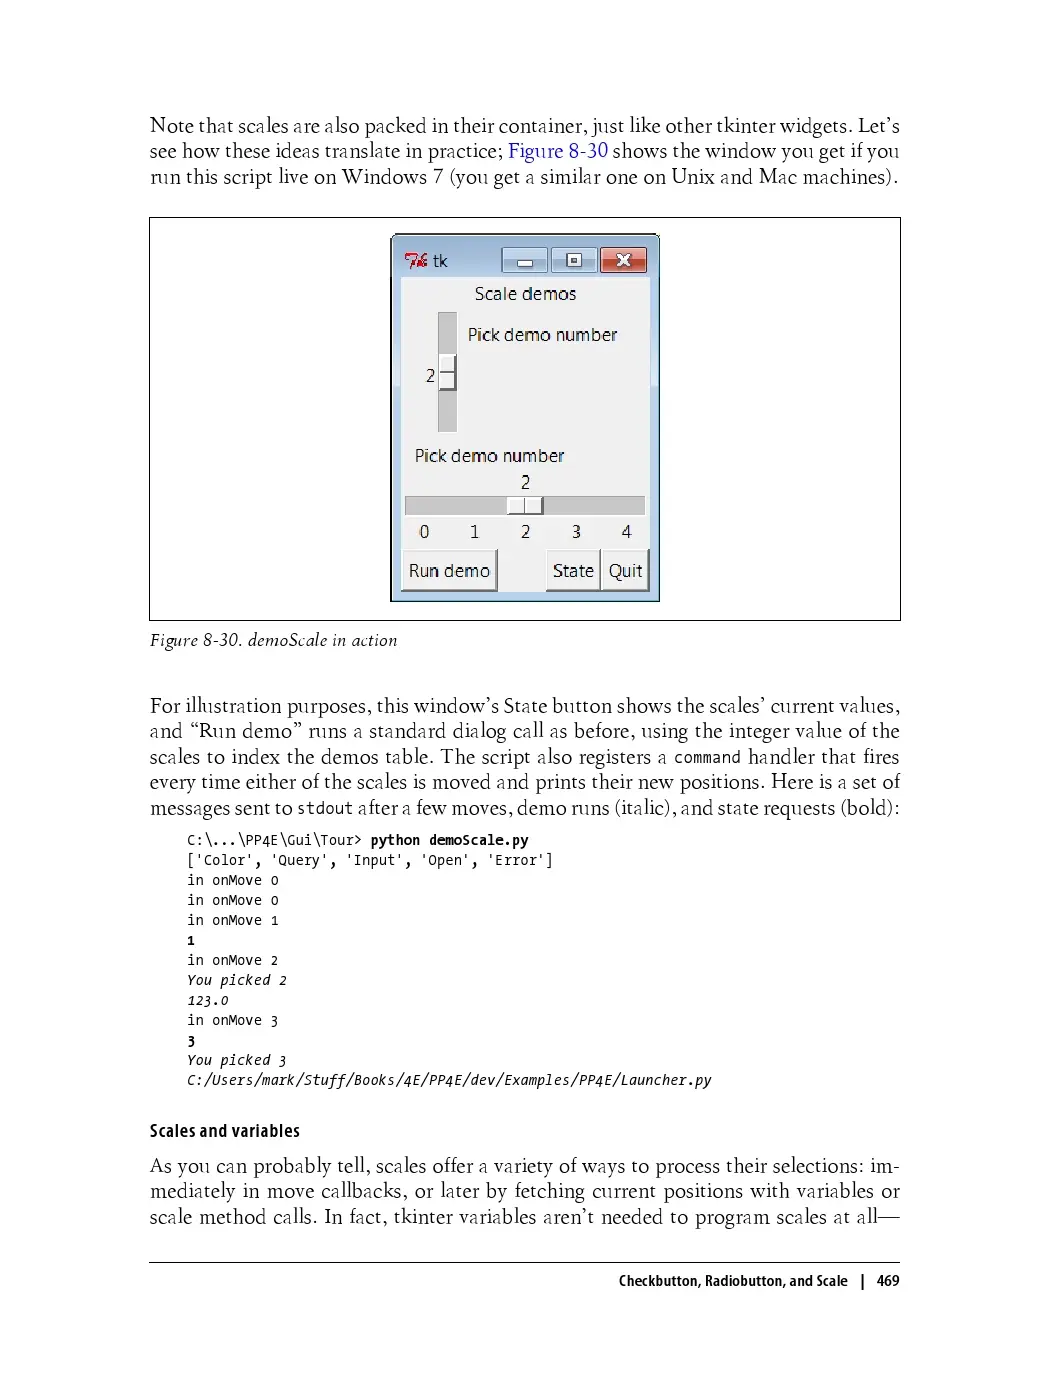 Note that scales are also packed in their container, just like other tkinter widgets. Let’s
see how these ideas translate in practice; Figure 8-30 shows the window you get if you
run this script live on Windows 7 (you get a similar one on Unix and Mac machines).
tk
Scale demos
Pick demo number
2
Pick demo number
2
0 1 2 3 4
Run demo State Quit
Figure 8-30. demoScale in action
For illustration purposes, this window’s State button shows the scales’ current values,
and “Run demo” runs a standard dialog call as before, using the integer value of the
scales to index the demos table. The script also registers a command handler that fires
every time either of the scales is moved and prints their new positions. Here is a set of
messages sent to stdout after a few moves, demo runs (italic), and state requests (bold):
C:\...\PP4E\Gui\Tour> python demoScale.py
['Color', 'Query', 'Input', 'Open', 'Error']
in onMove 0
in onMove 0
in onMove 1
1
in onMove 2
You picked 2
123.0
in onMove 3
3
You picked 3
C:/Users/mark/Stuff/Books/4E/PP4E/dev/Examples/PP4E/Launcher.py
Scales and variables
As you can probably tell, scales offer a variety of ways to process their selections: im-
mediately in move callbacks, or later by fetching current positions with variables or
scale method calls. In fact, tkinter variables aren’t needed to program scales at all—
Checkbutton, Radiobutton, and Scale | 469